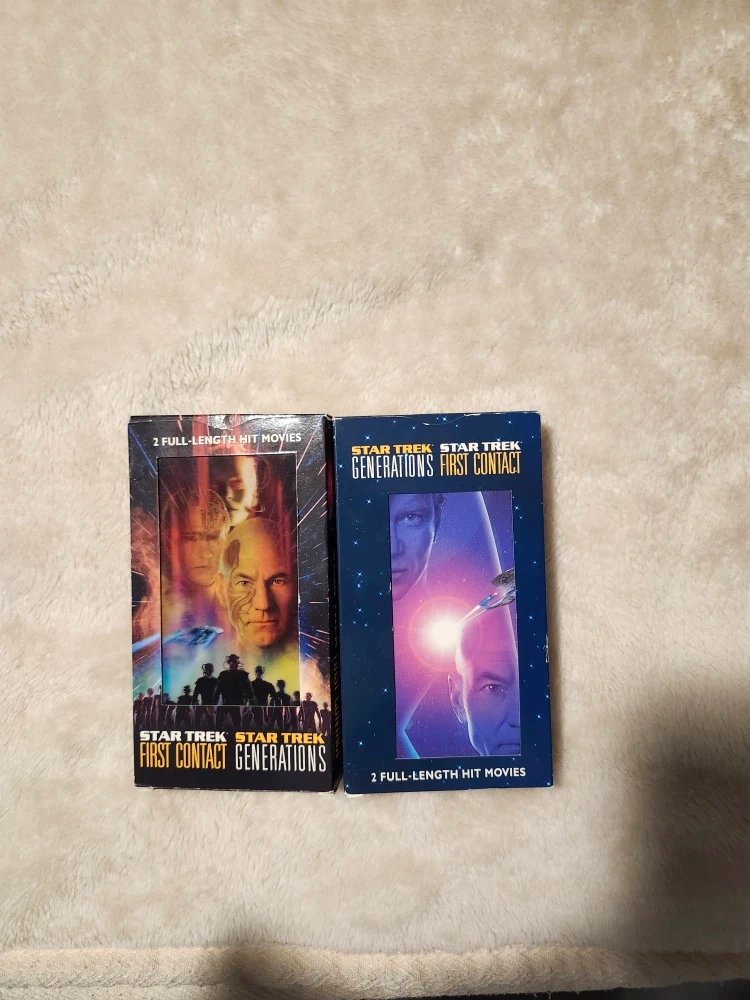 2 FULL-LENGTH HIT MOVIES
STAR TREK STAR TREK
FIRST CONTACT GENERATIONS
STAR TREK STAR TREK
GENERATIONS FIRST CONTACT
2 FULL-LENGTH HIT MOVIES